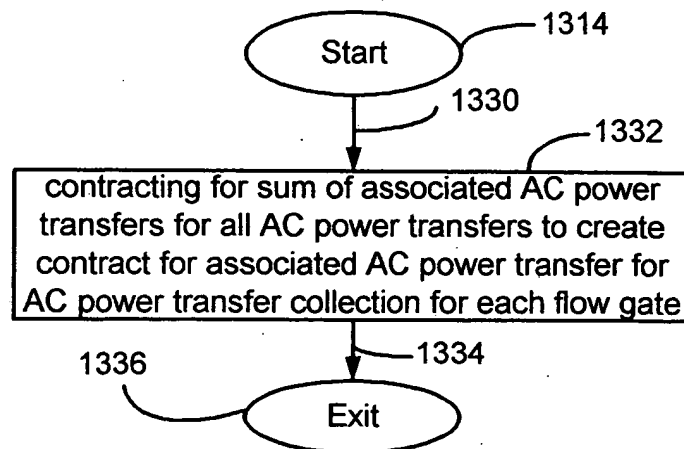 Start
1314
1330
1332
contracting for sum of associated AC power
transfers for all AC power transfers to create
contract for associated AC power transfer for
AC power transfer collection for each flow gate
1334
1336
Exit